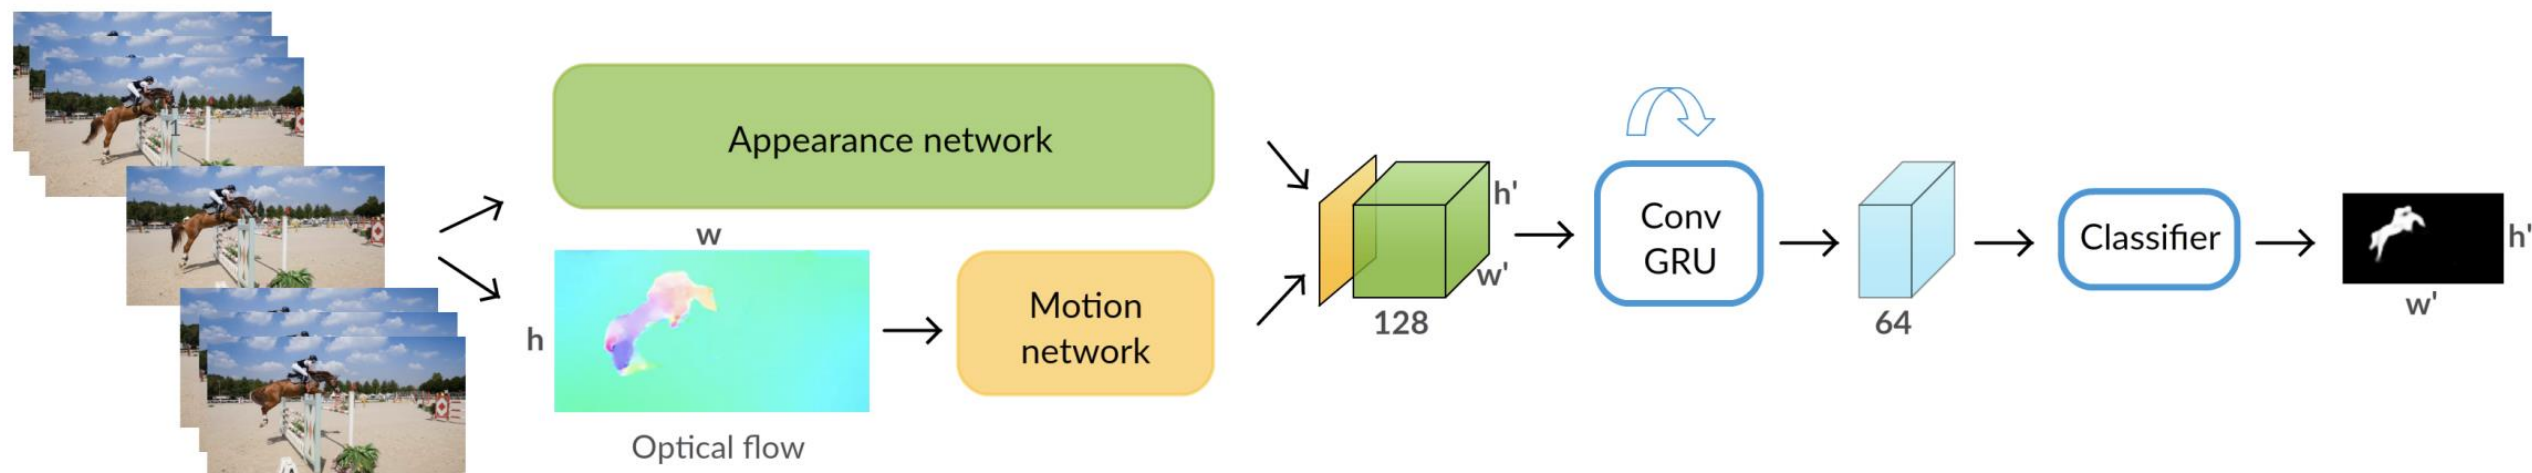 Appearance network
w
h
Optical flow
Motion
network
h'
w'
128
Conv
GRU
64
Classifier
h'
w'